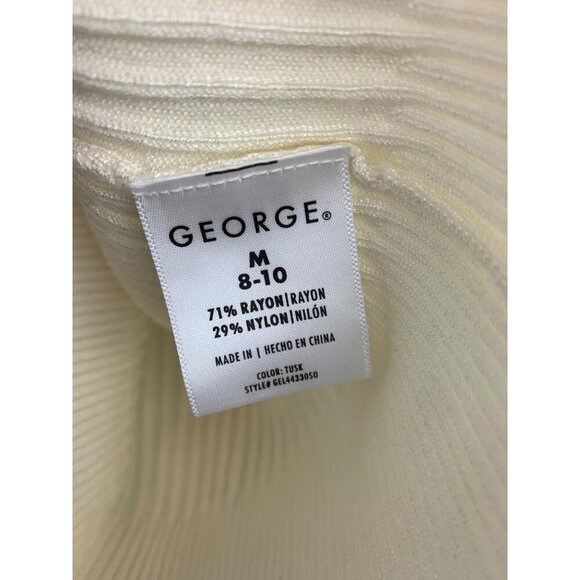 GEORGE®
M
8-10
71% RAYON|RAYON
29% NYLON|NILÓN
MADE IN | HECHO EN CHINA
COLOR: TUSK
STYLE# GEL4433050